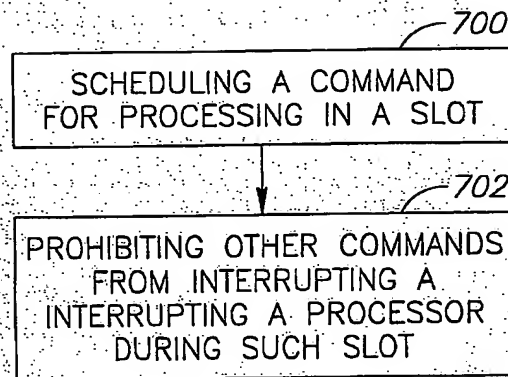 700
SCHEDULING A COMMAND
FOR PROCESSING IN A SLOT
702
PROHIBITING OTHER COMMANDS
FROM INTERRUPTING A
INTERRUPTING A PROCESSOR
DURING SUCH SLOT